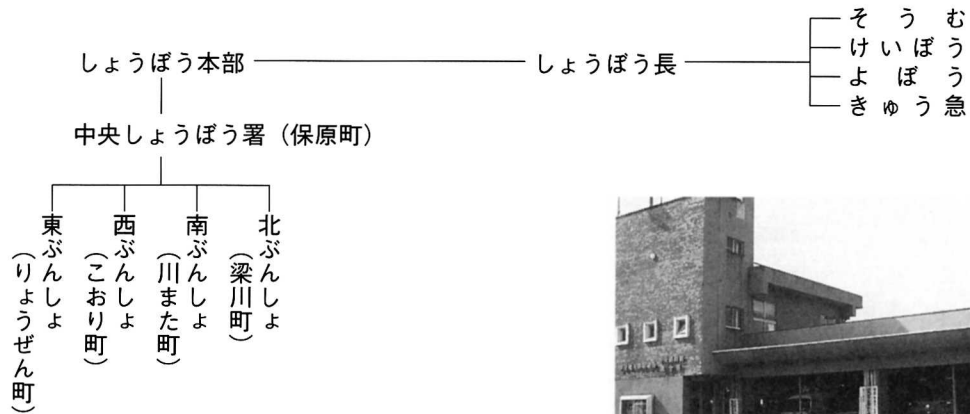 しょうぼう本部
しょうぼう長
そうむ
けいぼう
よぼう
きゅう急
中央しょうぼう署（保原町）
北ぶんしょ
（梁川町）
南ぶんしょ
（川また町）
西ぶんしょ
（こおり町）
東ぶんしょ
（りょうぜん町）